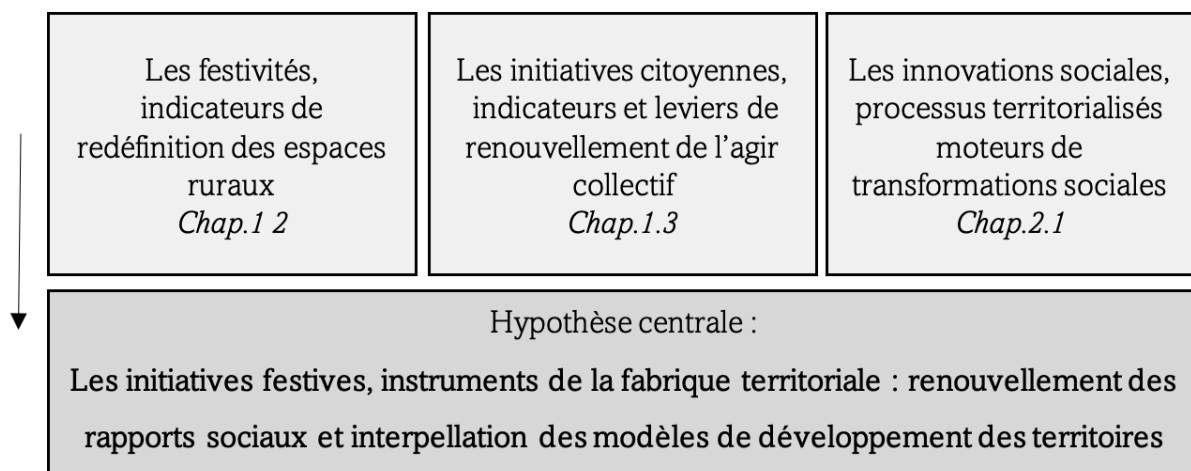 Les festivités,
indicateurs de
redéfinition des espaces
ruraux
Chap.1 2
Les initiatives citoyennes,
indicateurs et leviers de
renouvellement de l'agir
collectif
Chap.1.3
Les innovations sociales,
processus territorialisés
moteurs de
transformations sociales
Chap.2.1
Hypothèse centrale :
Les initiatives festives, instruments de la fabrique territoriale : renouvellement des
rapports sociaux et interpellation des modèles de développement des territoires